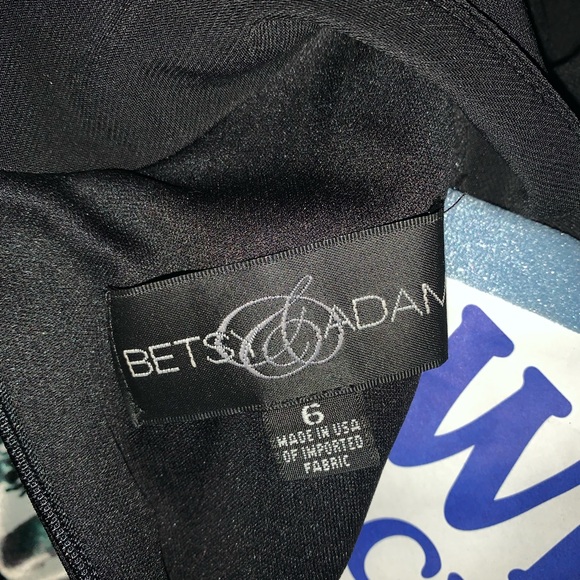 BETSY & ADAM
6
MADE IN USA
OF IMPORTED
FABRIC
W